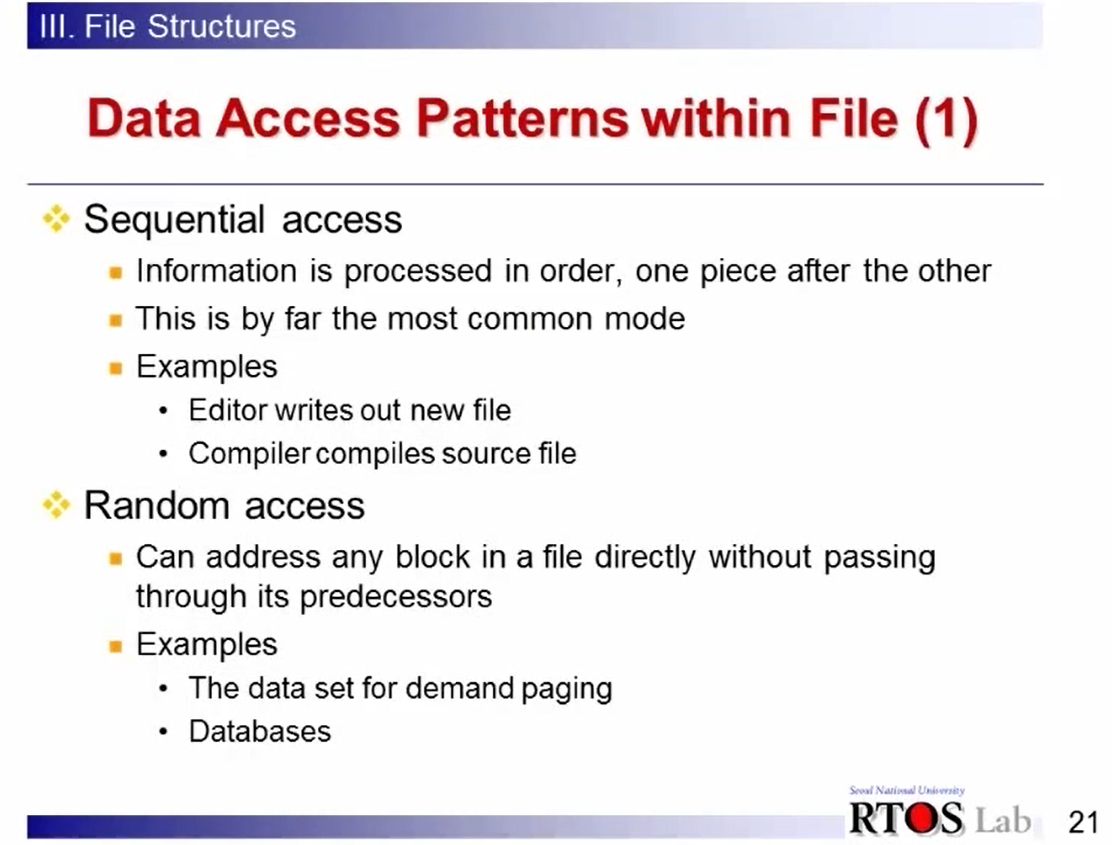 III. File Structures
Data Access Patterns within File (1)
Sequential access
Information is processed in order, one piece after the other
This is by far the most common mode
Examples
• Editor writes out new file
• Compiler compiles source file
Random access
Can address any block in a file directly without passing
through its predecessors
Examples
• The data set for demand paging
• Databases
Seoul National University
RTOS Lab
21